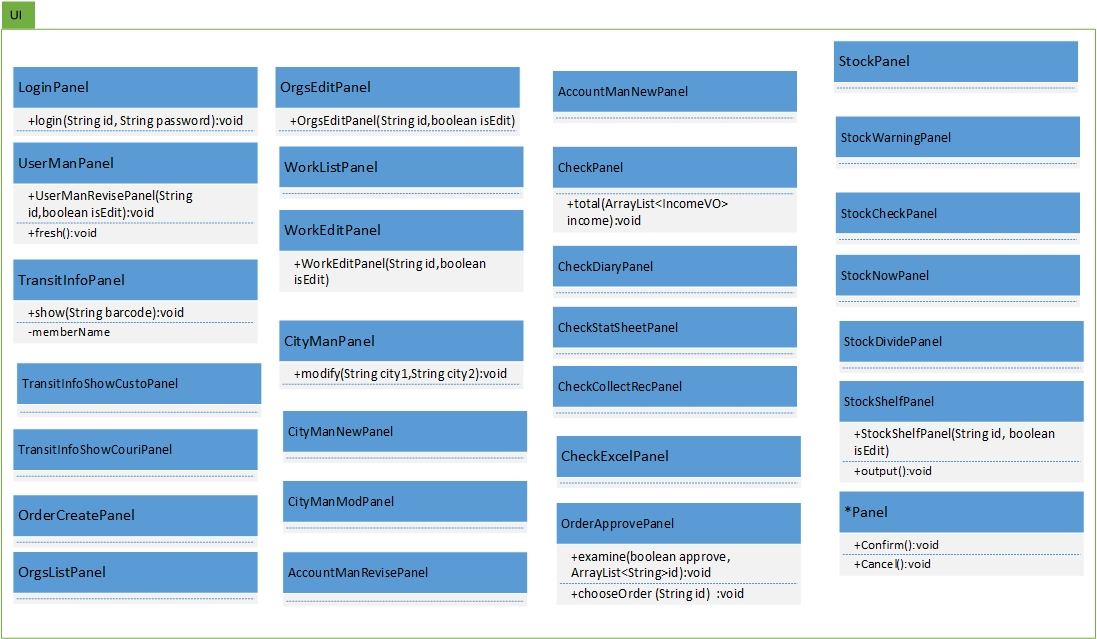 UI
LoginPanel
+login(String id, String password):void
UserManPanel
+UserManRevisePanel(String
id,boolean isEdit):void
+fresh():void
TransitInfoPanel
+show(String barcode):void
-memberName
TransitInfoShowCustoPanel
TransitInfoShowCouriPanel
OrderCreatePanel
OrgsListPanel
OrgsEditPanel
+OrgsEditPanel(String id,boolean isEdit)
WorkListPanel
WorkEditPanel
+WorkEditPanel(String id,boolean
isEdit)
CityManPanel
+modify(String city1,String city2):void
CityManNewPanel
CityManModPanel
AccountManRevisePanel
AccountManNewPanel
CheckPanel
+total(ArrayList<IncomeVO>
income):void
CheckDiaryPanel
CheckStatSheetPanel
CheckCollectRecPanel
CheckExcelPanel
OrderApprovePanel
+examine(boolean approve,
ArrayList<String>id):void
+chooseOrder (String id) :void
StockPanel
StockWarningPanel
StockCheckPanel
StockNowPanel
StockDividePanel
StockShelfPanel
+StockShelfPanel(String id, boolean
isEdit)
+output():void
*Panel
+Confirm():void
+Cancel():void